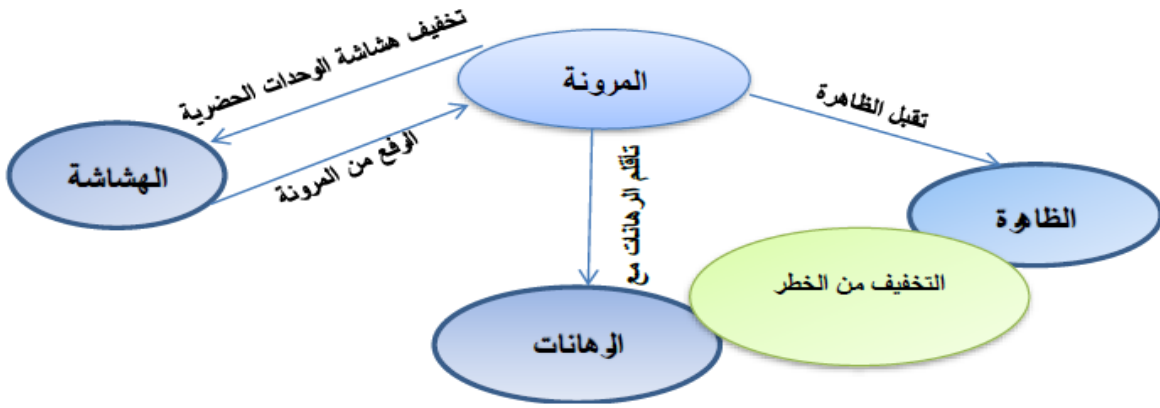 تخفيف هشاشة الوحدات الحضرية
المرونة
تقبل الظاهرة
الرفع من المرونة
الهشاشة
تأقلم الرهانات مع
الظاهرة
التخفيف من الخطر
الرهانات